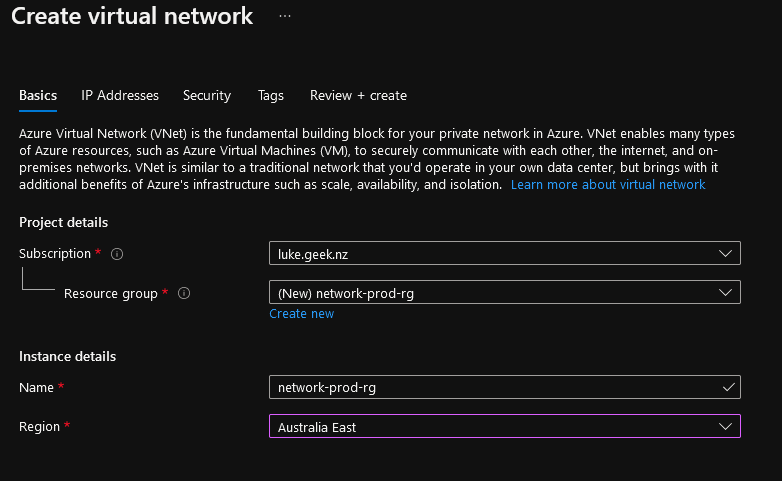 Create virtual network ...
Basics IP Addresses Security Tags Review + create
Azure Virtual Network (VNet) is the fundamental building block for your private network in Azure. VNet enables many types
of Azure resources, such as Azure Virtual Machines (VM), to securely communicate with each other, the internet, and on-
premises networks. VNet is similar to a traditional network that you'd operate in your own data center, but brings with it
additional benefits of Azure's infrastructure such as scale, availability, and isolation. Learn more about virtual network
Project details
Subscription * luke.geek.nz
Resource group * (New) network-prod-rg
Create new
Instance details
Name * network-prod-rg
Region * Australia East